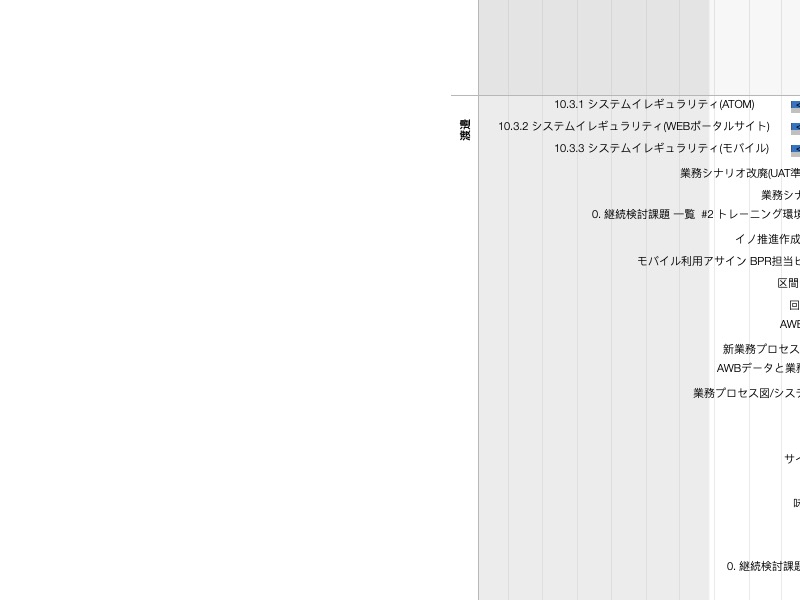 10.3.1 システムイレギュラリティ(ATOM)
10.3.2 システムイレギュラリティ(WEBポータルサイト)
10.3.3 システムイレギュラリティ(モバイル)
業務シナリオ改廃(UAT準
業務シナ
0. 継続検討課題 一覧 #2 トレーニング環境
イノ推進作成
モバイル利用アサイン BPR担当ヒ
区間
回
AWB
新業務プロセス
AWBデータと業務
業務プロセス図/システ
サイ
0. 継続検討課題